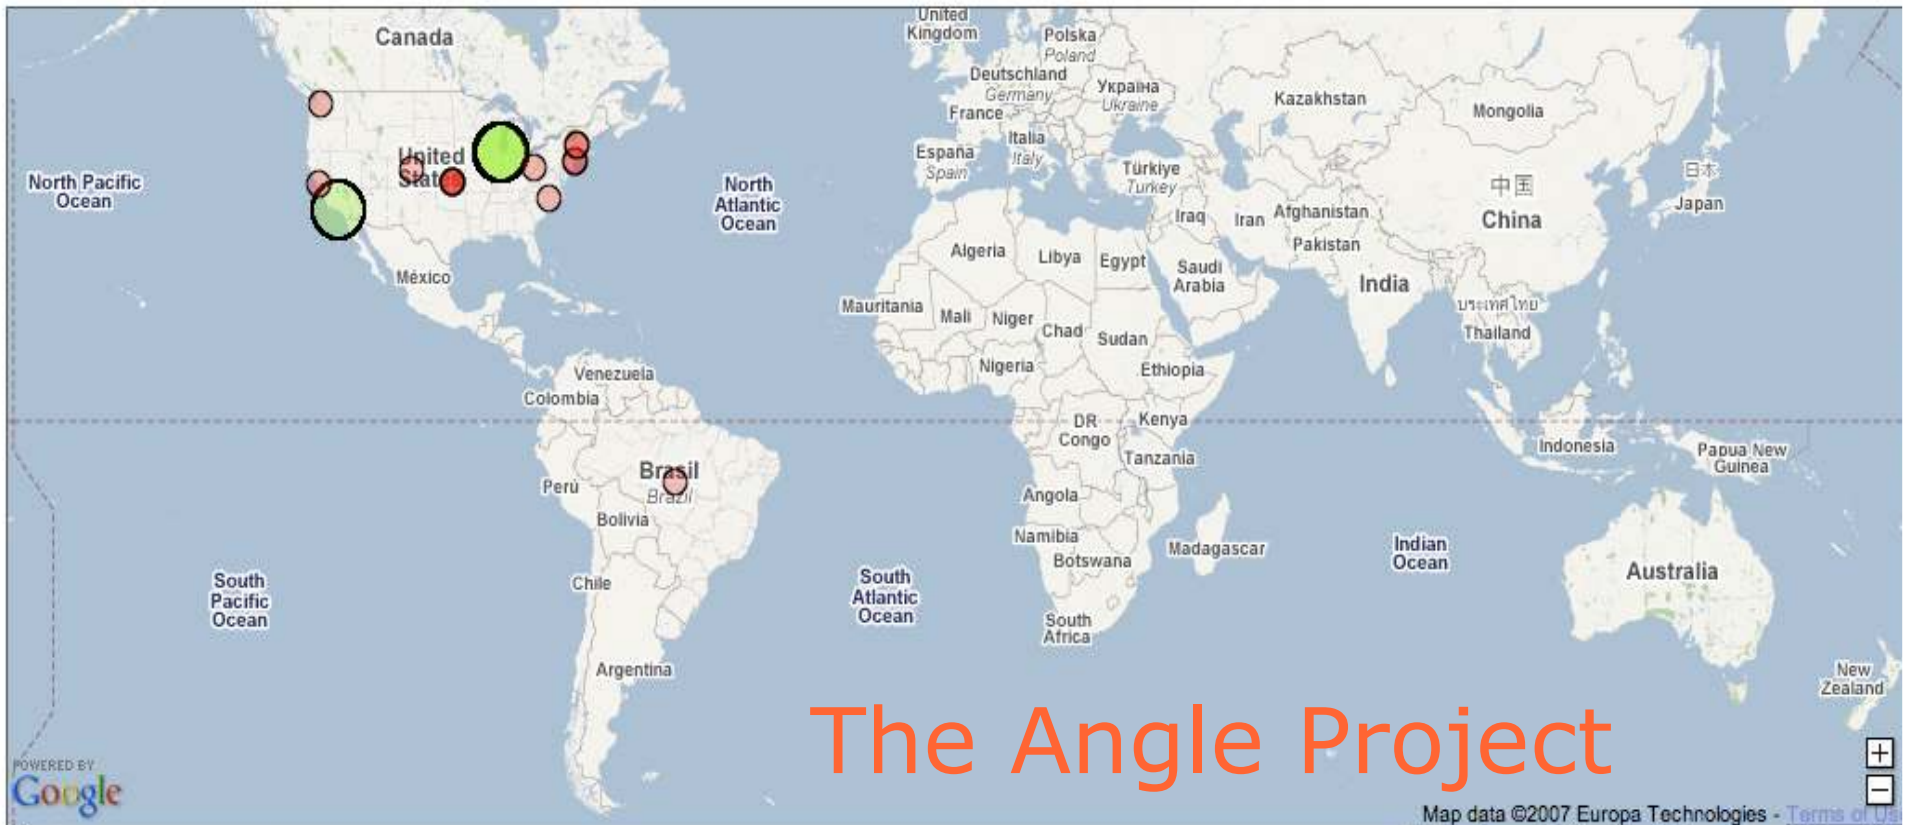 United
Kingdom
Canada
Polska
Poland
Deutschland
Germany
Україна
Ukraine
Kazakhstan
Mongolia
France
Italia
Italy
España
Spain
United
States
Türkiye
Turkey
日本
Japan
North Pacific
Ocean
North
Atlantic
Ocean
中国
China
Iraq
Iran
Afghanistan
Pakistan
Algeria
Libya
Egypt
Saudi
Arabia
México
India
Mauritania
Mali
Niger
Chad
Sudan
ประเทศไทย
Thailand
Nigeria
Ethiopia
Venezuela
Colombia
DR
Congo
Kenya
Tanzania
Indonesia
Papua New
Guinea
Brasil
Brazil
Perú
Angola
Bolivia
Namibia
Botswana
Madagascar
Indian
Ocean
Australia
Chile
South
Pacific
Ocean
South
Atlantic
Ocean
South
Africa
Argentina
New
Zealand
The Angle Project
POWERED BY
Google
+
−
Map data ©2007 Europa Technologies - Terms of Us